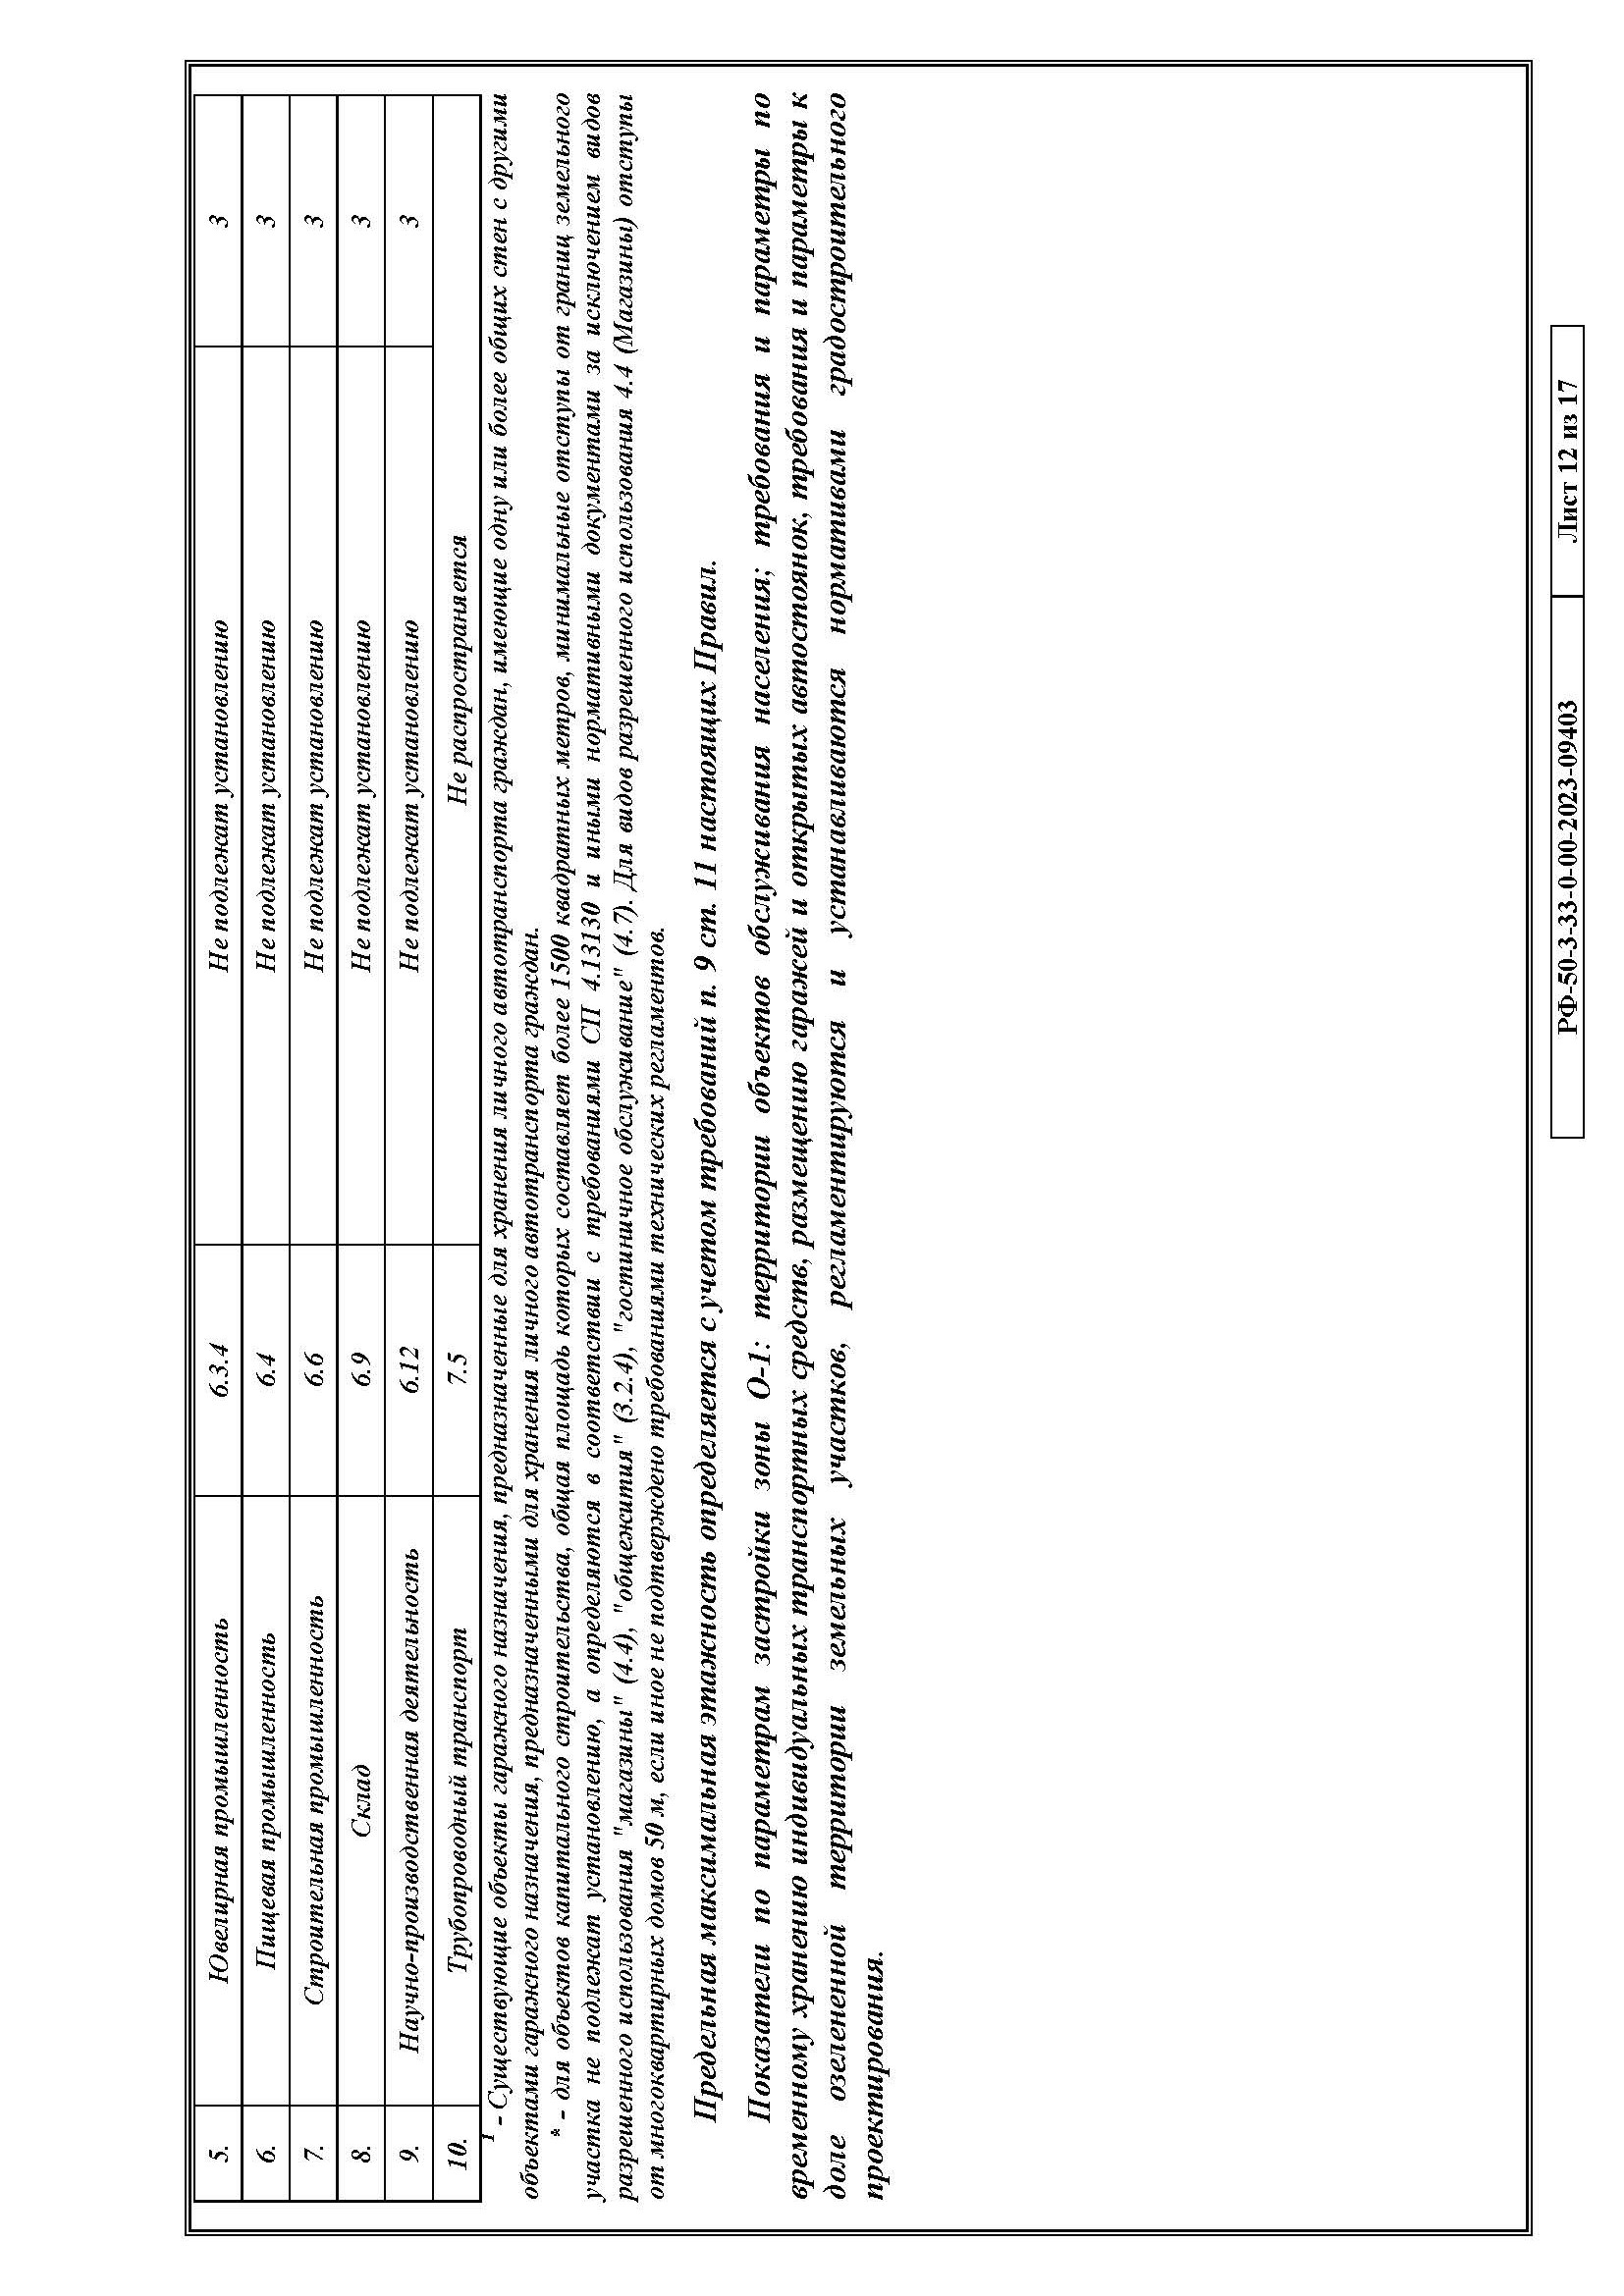 5. Ювелирная промышленность 6.3.4 Не подлежат установлению 3
6. Пищевая промышленность 6.4 Не подлежат установлению 3
7. Строительная промышленность 6.6 Не подлежат установлению 3
8. Склад 6.9 Не подлежат установлению 3
9. Научно-производственная деятельность 6.12 Не подлежат установлению 3
10. Трубопроводный транспорт 7.5 Не распространяется
1 - Существующие объекты гаражного назначения, предназначенные для хранения личного автотранспорта граждан, имеющие одну или более общих стен с другими
объектами гаражного назначения, предназначенными для хранения личного автотранспорта граждан.
* - для объектов капитального строительства, общая площадь которых составляет более 1500 квадратных метров, минимальные отступы от границ земельного
участка не подлежат установлению, а определяются в соответствии с требованиями СП 4.13130 и иными нормативными документами за исключением видов
разрешенного использования "магазины" (4.4), "общежития" (3.2.4), "гостиничное обслуживание" (4.7). Для видов разрешенного использования 4.4 (Магазины) отступы
от многоквартирных домов 50 м, если иное не подтверждено требованиями технических регламентов.
Предельная максимальная этажность определяется с учетом требований п. 9 ст. 11 настоящих Правил.
Показатели по параметрам застройки зоны О-1: территории объектов обслуживания населения; требования и параметры по
временному хранению индивидуальных транспортных средств, размещению гаражей и открытых автостоянок, требования и параметры к
доле озелененной территории земельных участков, регламентируются и устанавливаются нормативами градостроительного
проектирования.
РФ-50-3-33-0-00-2023-09403 Лист 12 из 17